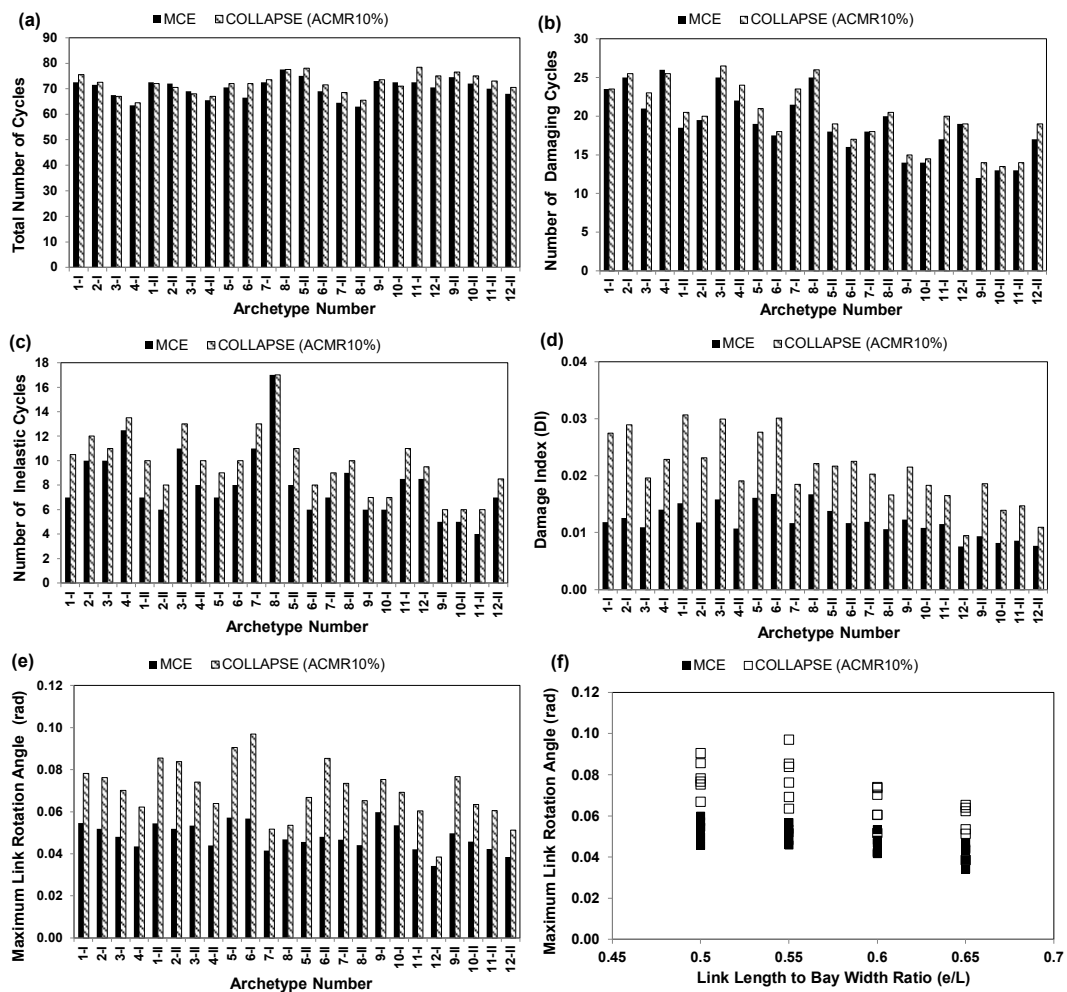 (a)
MCE COLLAPSE (ACMR10%)
Total Number of Cycles
90
80
70
60
50
40
30
20
10
0
1-I 2-I 3-I 4-I 1-II 2-II 3-II 4-II 5-I 6-I 7-I 8-I 5-II 6-II 7-II 8-II 9-I 10-I 11-I 12-I 9-II 10-II 11-II 12-II
Archetype Number
(b)
MCE COLLAPSE (ACMR10%)
Number of Damaging Cycles
30
25
20
15
10
5
0
1-I 2-I 3-I 4-I 1-II 2-II 3-II 4-II 5-I 6-I 7-I 8-I 5-II 6-II 7-II 8-II 9-I 10-I 11-I 12-I 9-II 10-II 11-II 12-II
Archetype Number
(c)
MCE COLLAPSE (ACMR10%)
Number of Inelastic Cycles
18
16
14
12
10
8
6
4
2
0
1-I 2-I 3-I 4-I 1-II 2-II 3-II 4-II 5-I 6-I 7-I 8-I 5-II 6-II 7-II 8-II 9-I 10-I 11-I 12-I 9-II 10-II 11-II 12-II
Archetype Number
(d)
MCE COLLAPSE (ACMR10%)
Damage Index (DI)
0.04
0.03
0.02
0.01
0.00
1-I 2-I 3-I 4-I 1-II 2-II 3-II 4-II 5-I 6-I 7-I 8-I 5-II 6-II 7-II 8-II 9-I 10-I 11-I 12-I 9-II 10-II 11-II 12-II
Archetype Number
(e)
MCE COLLAPSE (ACMR10%)
Maximum Link Rotation Angle (rad)
0.12
0.10
0.08
0.06
0.04
0.02
0.00
1-I 2-I 3-I 4-I 1-II 2-II 3-II 4-II 5-I 6-I 7-I 8-I 5-II 6-II 7-II 8-II 9-I 10-I 11-I 12-I 9-II 10-II 11-II 12-II
Archetype Number
(f)
MCE COLLAPSE (ACMR10%)
Maximum Link Rotation Angle (rad)
0.12
0.10
0.08
0.06
0.04
0.02
0.00
0.45 0.5 0.55 0.6 0.65 0.7
Link Length to Bay Width Ratio (e/L)